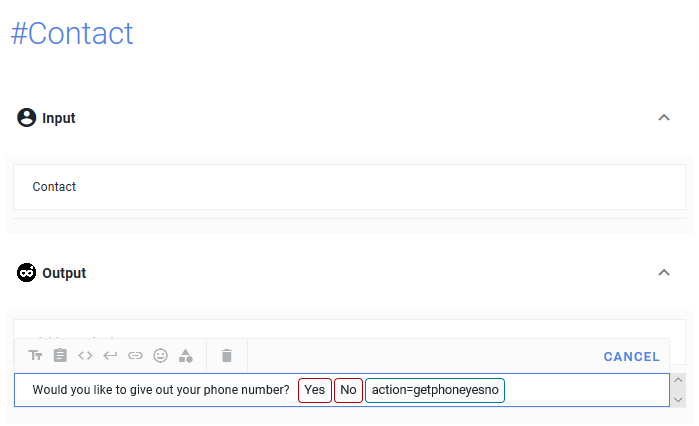 #Contact
Input
Contact
Output
CANCEL
Would you like to give out your phone number? Yes No action=getphoneyesno